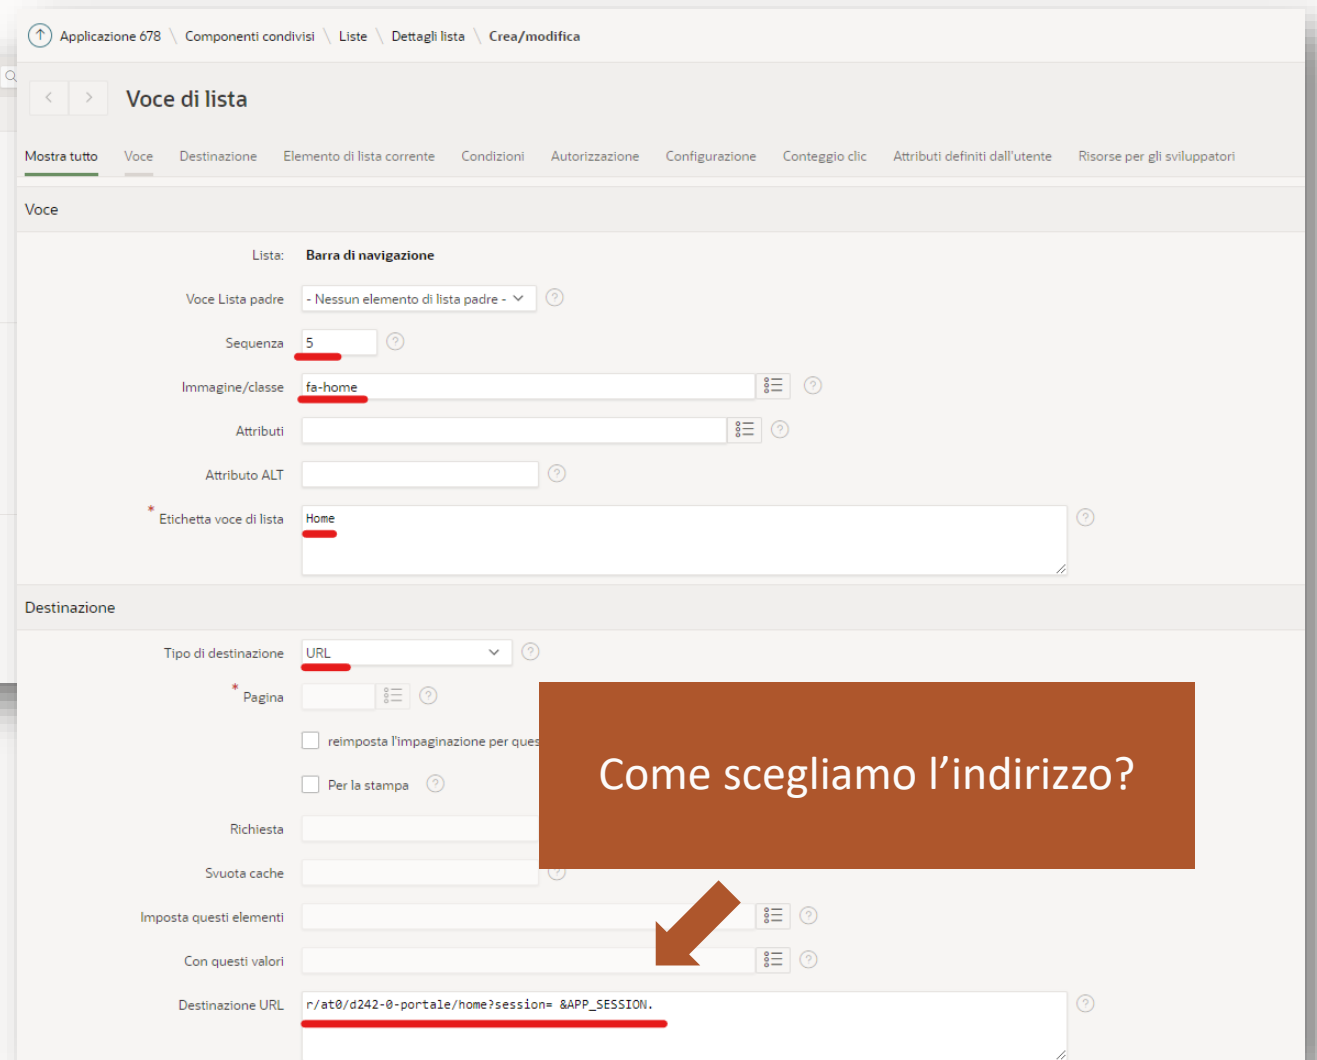 Applicazione 678 \ Componenti condivisi \ Liste \ Dettagli lista \ Crea/modifica
Voce di lista
Mostra tutto Voce Destinazione Elemento di lista corrente Condizioni Autorizzazione Configurazione Conteggio clic Attributi definiti dall'utente Risorse per gli sviluppatori
Voce
Lista: Barra di navigazione
Voce Lista padre - Nessun elemento di lista padre -
Sequenza 5
Immagine/classe fa-home
Attributi
Attributo ALT
* Etichetta voce di lista Home
Destinazione
Tipo di destinazione URL
* Pagina
reimposta l'impaginazione per ques
Per la stampa
Come scegliamo l’indirizzo?
Richiesta
Svuota cache
Imposta questi elementi
Con questi valori
Destinazione URL r/at0/d242-0-portale/home?session= &APP_SESSION.